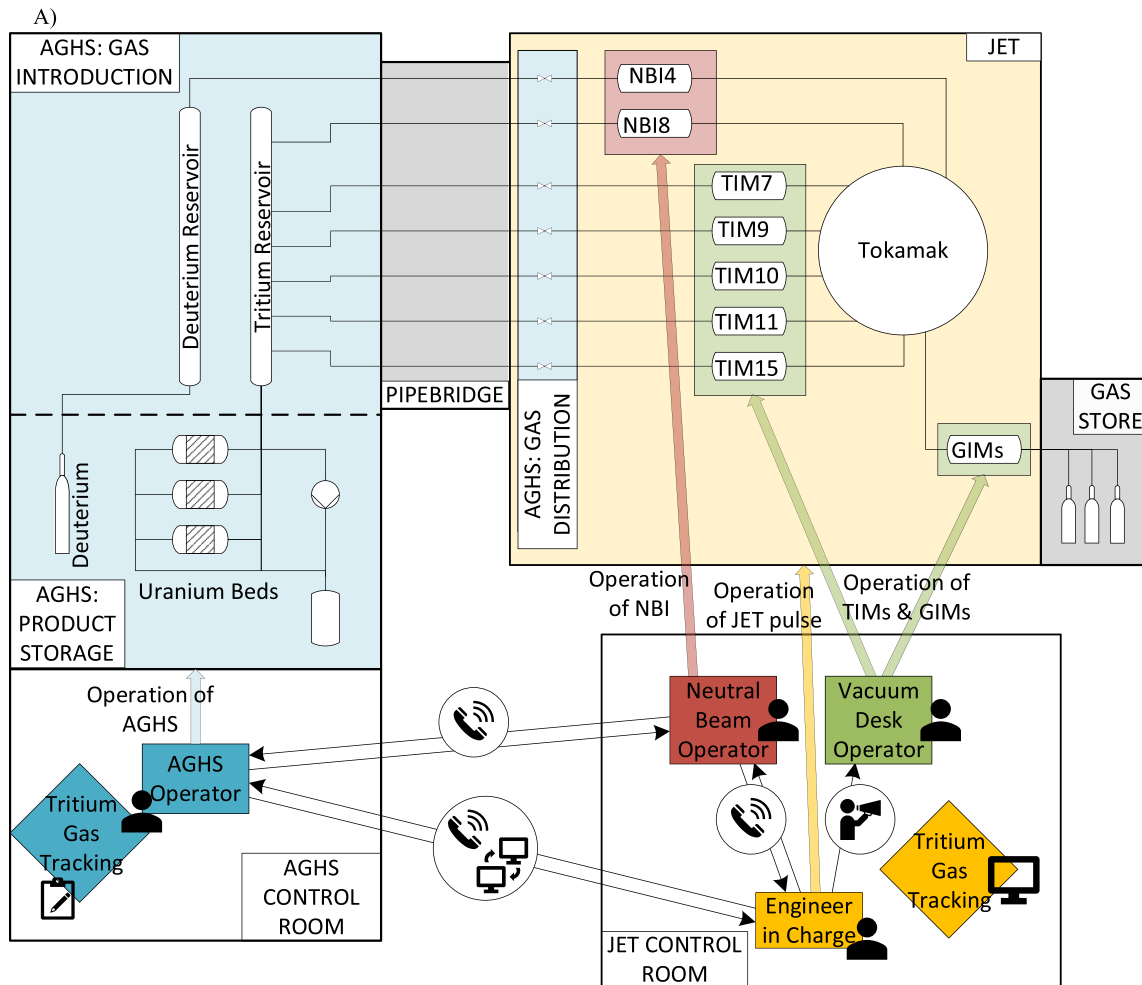 A)
AGHS: GAS
INTRODUCTION
JET
NBI4
NBI8
Deuterium Reservoir
Tritium Reservoir
TIM7
TIM9
TIM10
TIM11
TIM15
Tokamak
PIPEBRIDGE
AGHS: GAS
DISTRIBUTION
GAS
STORE
GIMs
Deuterium
Uranium Beds
AGHS:
PRODUCT
STORAGE
Operation
of NBI
Operation
of JET pulse
Operation of
TIMs & GIMs
Operation of
AGHS
Neutral
Beam
Operator
Vacuum
Desk
Operator
AGHS
Operator
Tritium
Gas
Tracking
AGHS
CONTROL
ROOM
Tritium
Gas
Tracking
Engineer
in Charge
JET CONTROL
ROOM